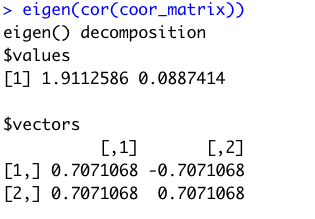 > eigen(cor(coor_matrix))
eigen() decomposition
$values
[1] 1.9112586 0.0887414

$vectors
          [,1]       [,2]
[1,] 0.7071068 -0.7071068
[2,] 0.7071068  0.7071068